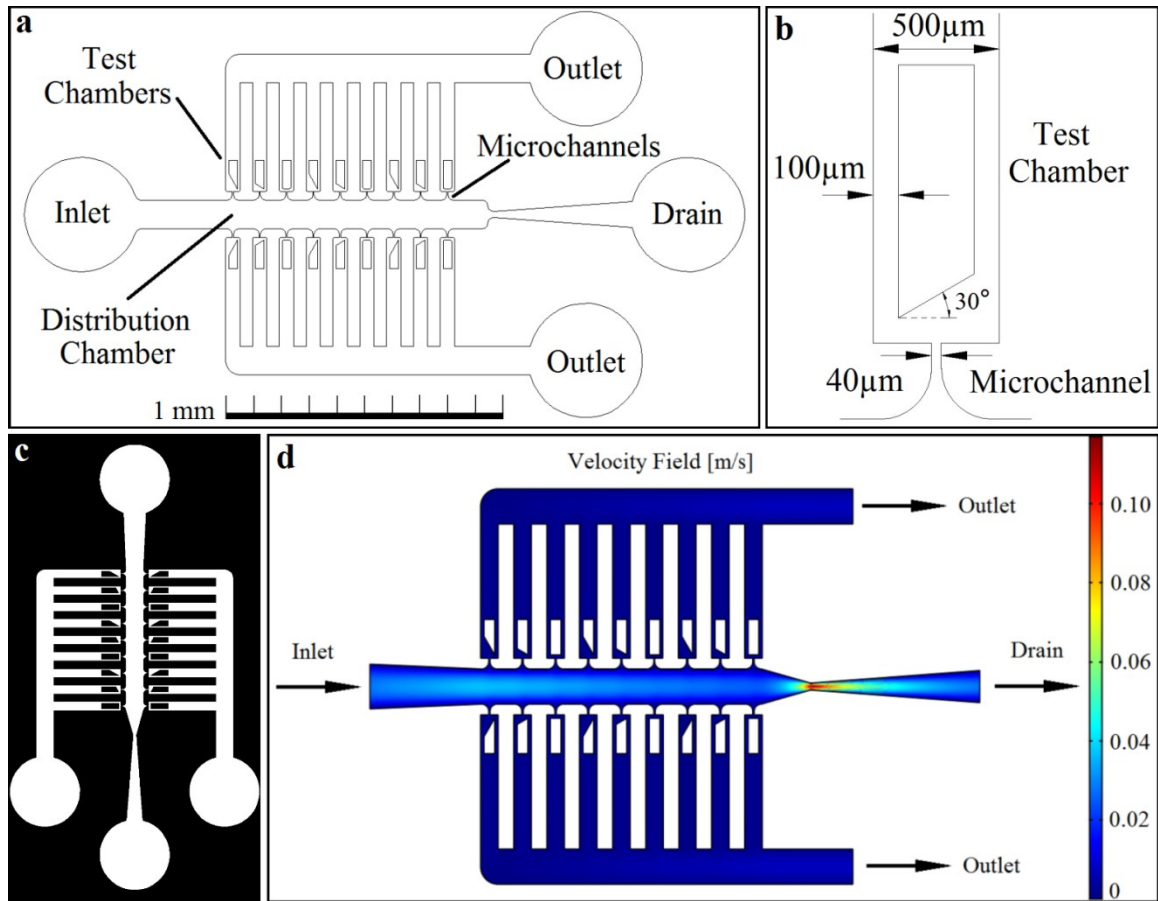 a
Test
Chambers
Outlet
Microchannels
Inlet
Drain
Distribution
Chamber
Outlet
1 mm
b
500µm
100µm
Test
Chamber
30°
40µm
Microchannel
c
d
Velocity Field [m/s]
Outlet
Inlet
Drain
Outlet
0.10
0.08
0.06
0.04
0.02
0